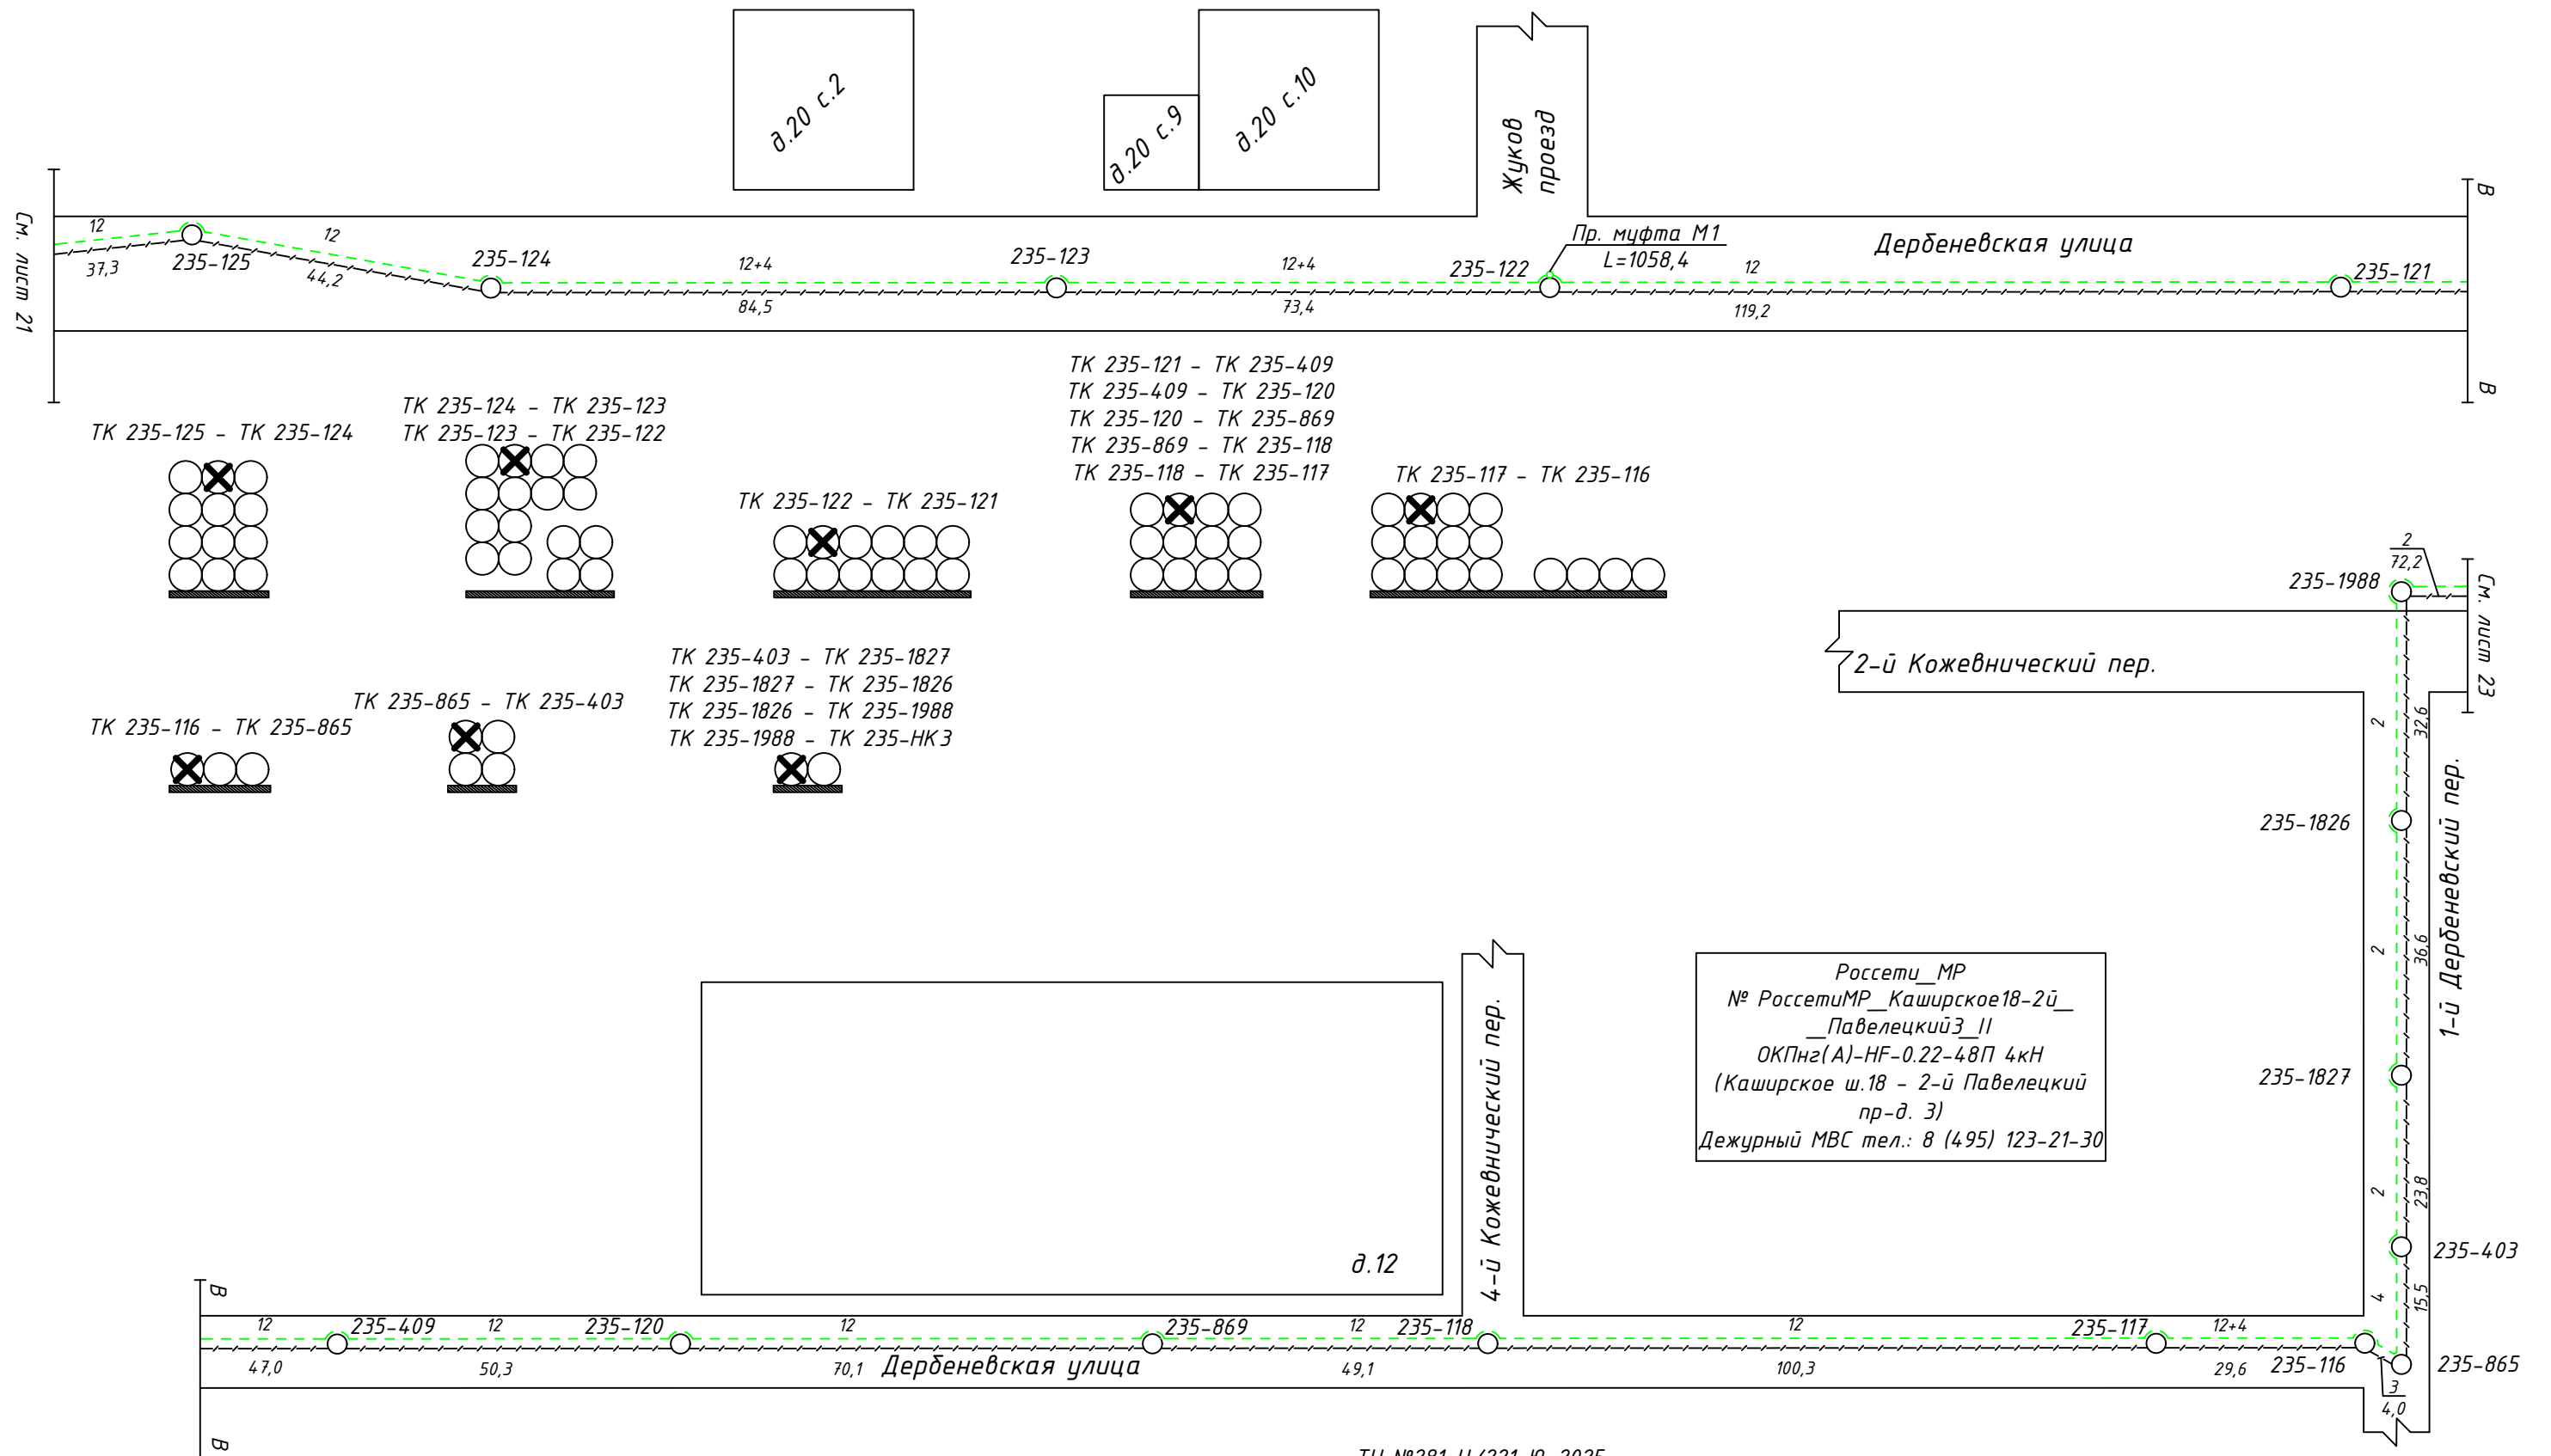 д.20 с.2
д.20 с.9
д.20 с.10
Жуков
проезд
В
См. лист 21
12
37,3
235-125
12
44,2
235-124
12+4
84,5
235-123
12+4
73,4
235-122
Пр. муфта М1
L=1058,4
12
119,2
Дербеневская улица
235-121
В
ТК 235-125 - ТК 235-124
ТК 235-124 - ТК 235-123
ТК 235-123 - ТК 235-122
ТК 235-122 - ТК 235-121
ТК 235-121 - ТК 235-409
ТК 235-409 - ТК 235-120
ТК 235-120 - ТК 235-869
ТК 235-869 - ТК 235-118
ТК 235-118 - ТК 235-117
ТК 235-117 - ТК 235-116
ТК 235-116 - ТК 235-865
ТК 235-865 - ТК 235-403
ТК 235-403 - ТК 235-1827
ТК 235-1827 - ТК 235-1826
ТК 235-1826 - ТК 235-1988
ТК 235-1988 - ТК 235-НК3
2
72,2
235-1988
См. лист 23
2-й Кожевнический пер.
2
32,6
1-й Дербеневский пер.
235-1826
2
36,6
235-1827
2
23,8
235-403
4
15,5
Россети_МР
№ РоссетиМР_Каширское18-2й_
_Павелецкий3_II
ОКПнг(А)-HF-0.22-48П 4кН
(Каширское ш.18 - 2-й Павелецкий
пр-д. 3)
Дежурный МВС тел.: 8 (495) 123-21-30
4-й Кожевнический пер.
д.12
В
12
47,0
235-409
12
50,3
235-120
12
70,1
Дербеневская улица
235-869
12
49,1
235-118
12
100,3
235-117
12+4
29,6
235-116
235-865
3
4,0
В